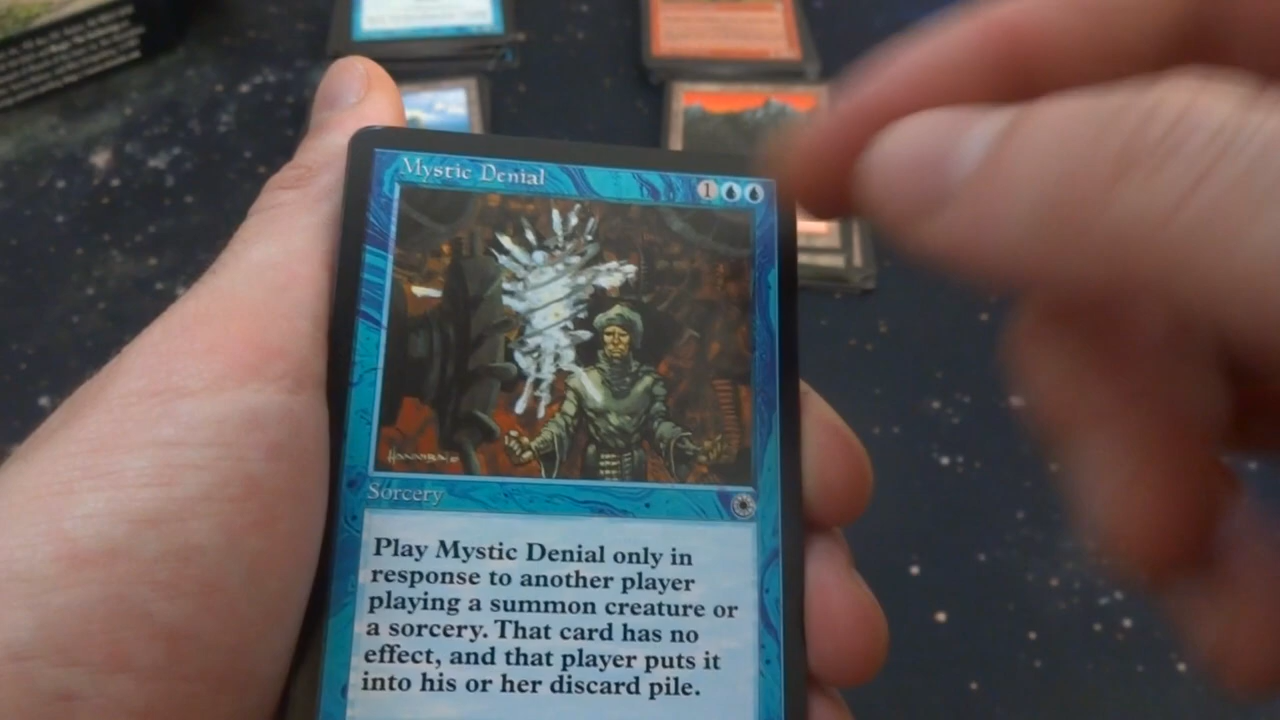 Mystic Denial
1
Sorcery
Play Mystic Denial only in
response to another player
playing a summon creature or
a sorcery. That card has no
effect, and that player puts it
into his or her discard pile.